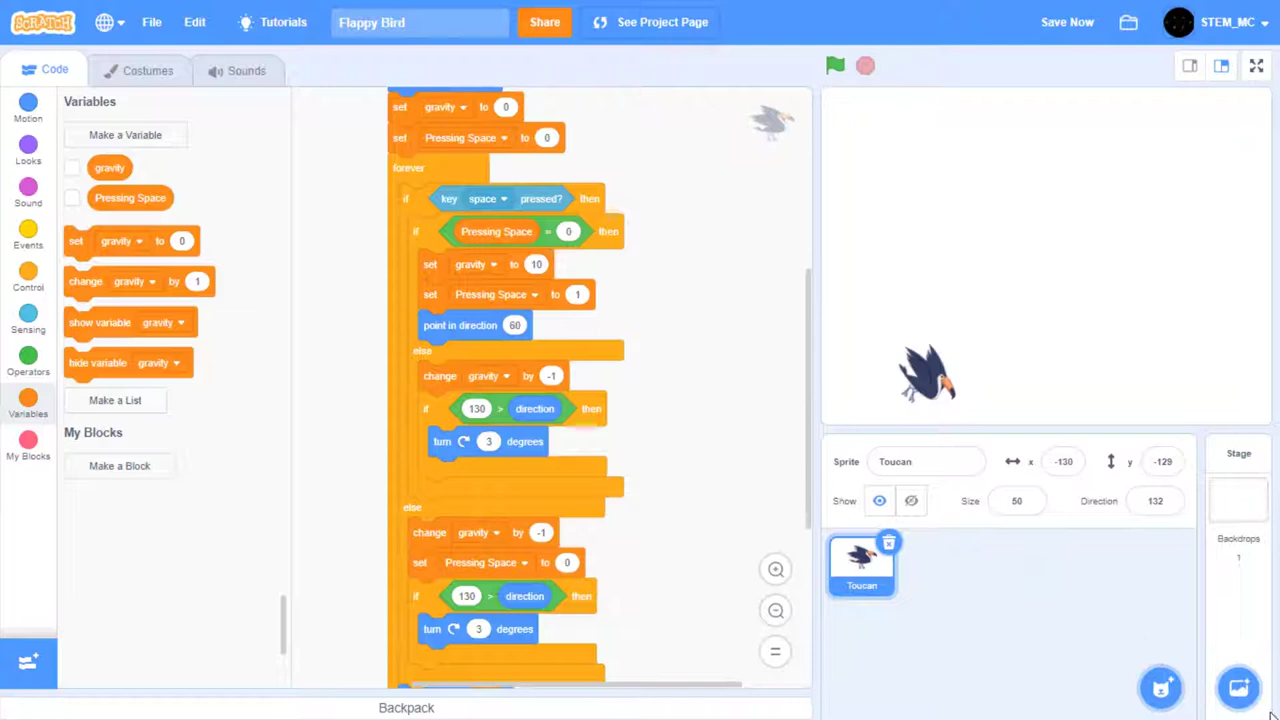 SCRATCH File Edit Tutorials Flappy Bird Share See Project Page Save Now STEM_MC
Code Costumes Sounds
Variables
Make a Variable
gravity
Pressing Space
set gravity to 0
change gravity by 1
show variable gravity
hide variable gravity
Make a List
My Blocks
Make a Block
Motion
Looks
Sound
Events
Control
Sensing
Operators
Variables
My Blocks
set gravity to 0
set Pressing Space to 0
forever
if key space pressed? then
if Pressing Space = 0 then
set gravity to 10
set Pressing Space to 1
point in direction 60
else
change gravity by -1
if 130 > direction then
turn 3 degrees
else
change gravity by -1
set Pressing Space to 0
if 130 > direction then
turn 3 degrees
Backpack
Sprite Toucan x -130 y -129
Show Size 50 Direction 132
Toucan
Stage
Backdrops
1